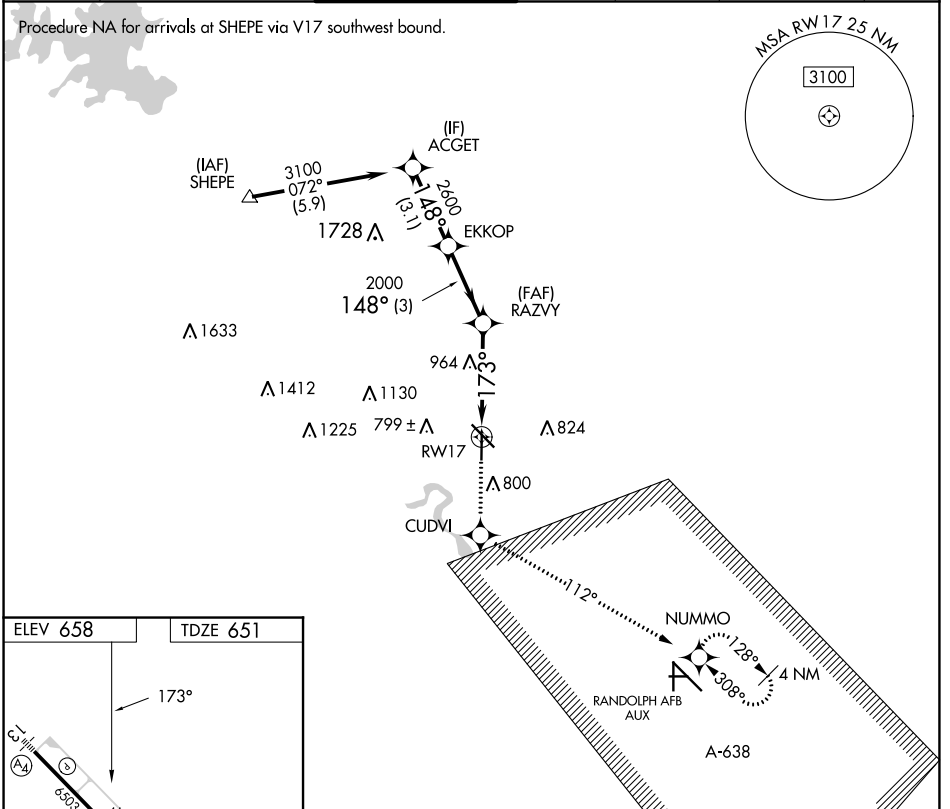 Procedure NA for arrivals at SHEPE via V17 southwest bound.
MSA RW17 25 NM
3100
(IF)
ACGET
(IAF)
SHEPE
3100
072°
(5.9)
2600
148°
(3.1)
1728
EKKOP
2000
148° (3)
(FAF)
RAZVY
1633
964
173°
1412
1130
1225
799 ±
824
RW17
800
CUDVI
112°
NUMMO
128°
4 NM
308°
RANDOLPH AFB
AUX
A-638
ELEV 658
TDZE 651
173°
13
A4
P
6503